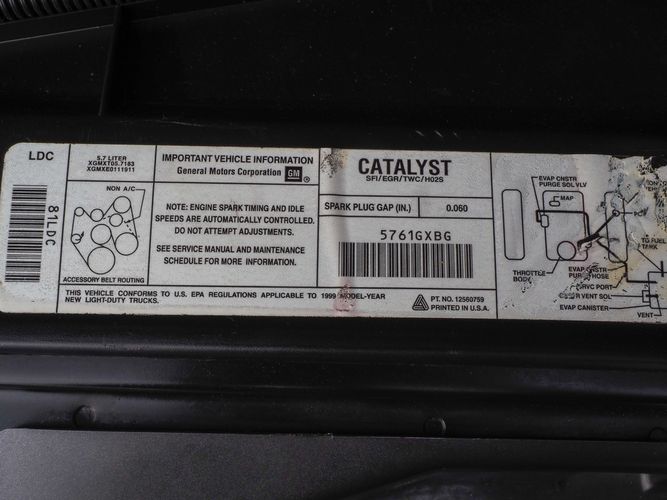 LDC
81LDC
5.7 LITER
XGMXT05.7183
XGMXE0111911
NON A/C
ACCESSORY BELT ROUTING
IMPORTANT VEHICLE INFORMATION
General Motors Corporation GM ®
NOTE: ENGINE SPARK TIMING AND IDLE
SPEEDS ARE AUTOMATICALLY CONTROLLED.
DO NOT ATTEMPT ADJUSTMENTS.
SEE SERVICE MANUAL AND MAINTENANCE
SCHEDULE FOR MORE INFORMATION.
CATALYST
SFI/EGR/TWC/HO2S
SPARK PLUG GAP (IN.) 0.060
5761GXBG
THIS VEHICLE CONFORMS TO U.S. EPA REGULATIONS APPLICABLE TO 1999 MODEL-YEAR
NEW LIGHT-DUTY TRUCKS.
PT. NO. 12560759
PRINTED IN U.S.A.
EVAP CNSTR
PURGE SOL VLV
MAP
TO FUEL
TANK
THROTTLE
BODY
EVAP CNSTR
PURGE HOSE
SRVC PORT
VENT SOL
EVAP CANISTER
VENT